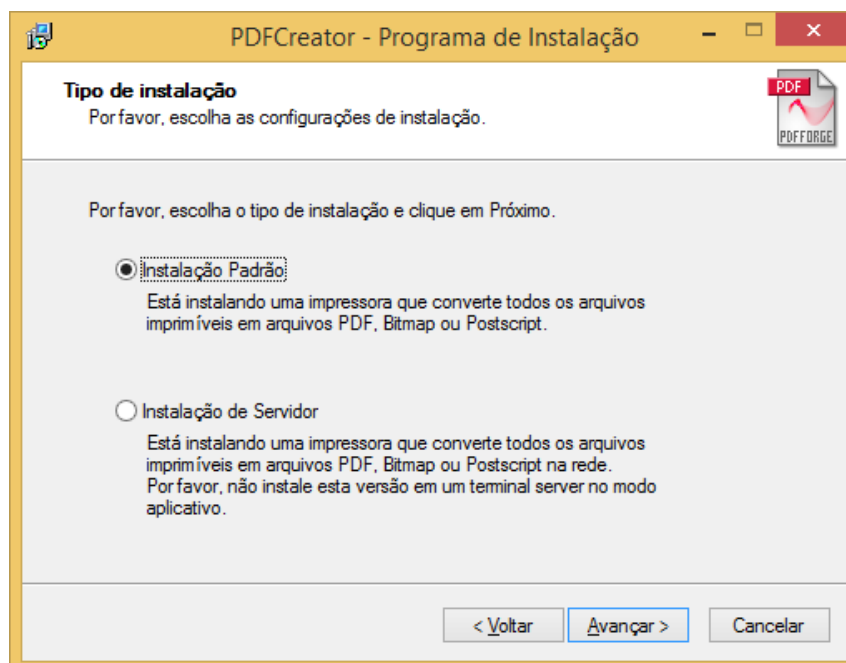 PDFCreator - Programa de Instalação
Tipo de instalação
Por favor, escolha as configurações de instalação.
PDF
PDFFORGE
Por favor, escolha o tipo de instalação e clique em Próximo.
Instalação Padrão
Está instalando uma impressora que converte todos os arquivos
imprimíveis em arquivos PDF, Bitmap ou Postscript.
Instalação de Servidor
Está instalando uma impressora que converte todos os arquivos
imprimíveis em arquivos PDF, Bitmap ou Postscript na rede.
Por favor, não instale esta versão em um terminal server no modo
aplicativo.
< Voltar
Avançar >
Cancelar